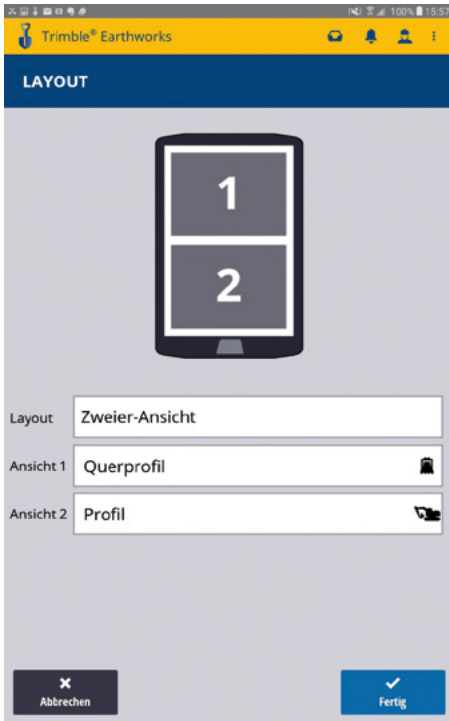 100% 15:57
Trimble® Earthworks
LAYOUT
1
2
Layout Zweier-Ansicht
Ansicht 1 Querprofil
Ansicht 2 Profil
Abbrechen Fertig